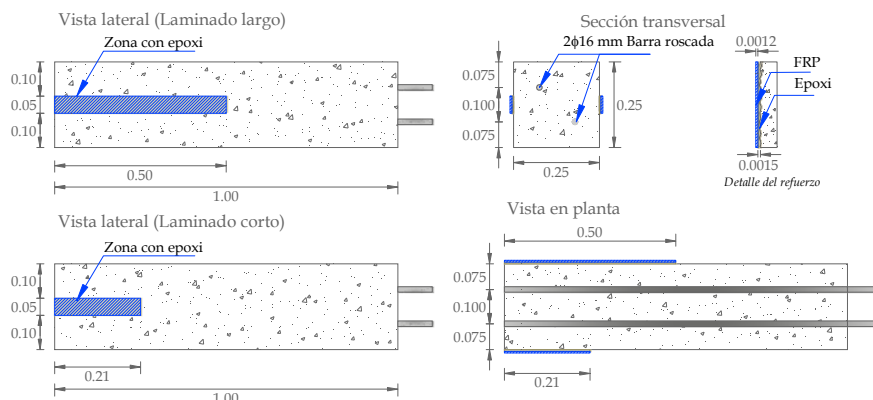 Vista lateral (Laminado largo)
Zona con epoxi
0.10
0.05
0.10
0.50
1.00
Sección transversal
2ϕ16 mm Barra roscada
0.075
0.100
0.075
0.25
0.25
0.0012
FRP
Epoxi
0.0015
Detalle del refuerzo
Vista lateral (Laminado corto)
Zona con epoxi
0.10
0.05
0.10
0.21
1.00
Vista en planta
0.50
0.075
0.100
0.075
0.21